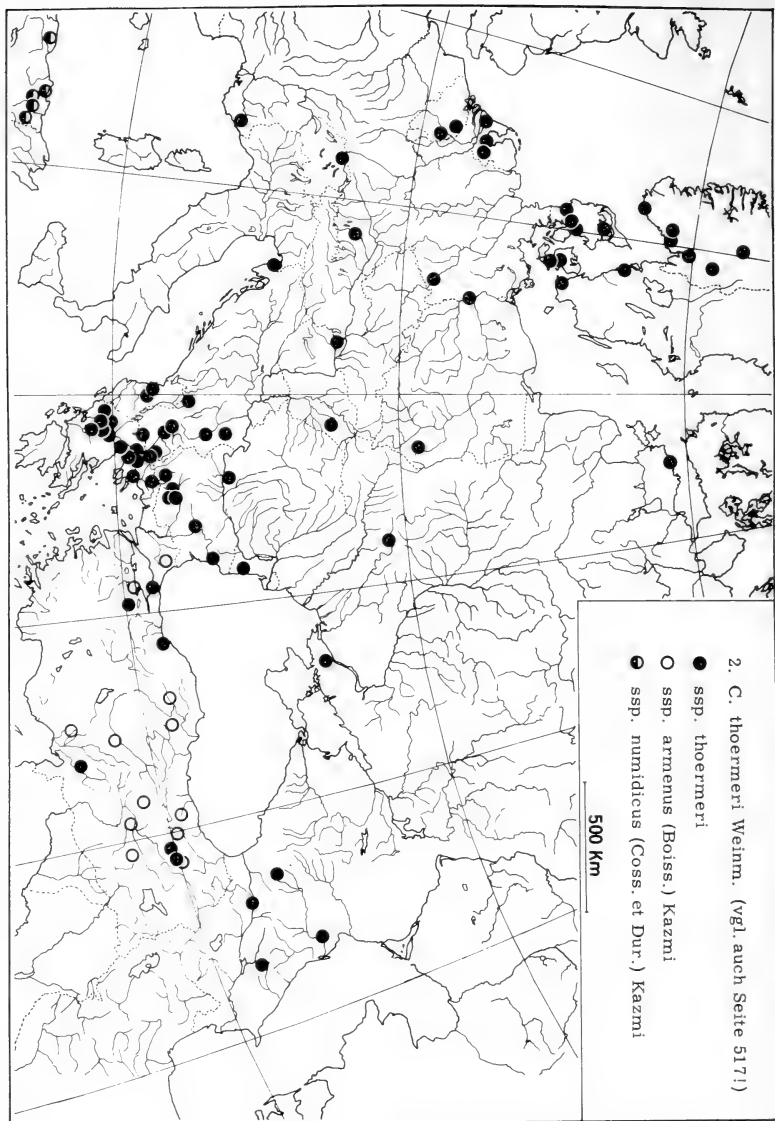 2. C. thoermeri Weinm. (vgl. auch Seite 517!)
ssp. thoermeri
ssp. armenus (Boiss.) Kazmi
ssp. numidicus (Coss. et Dur.) Kazmi
500 Km